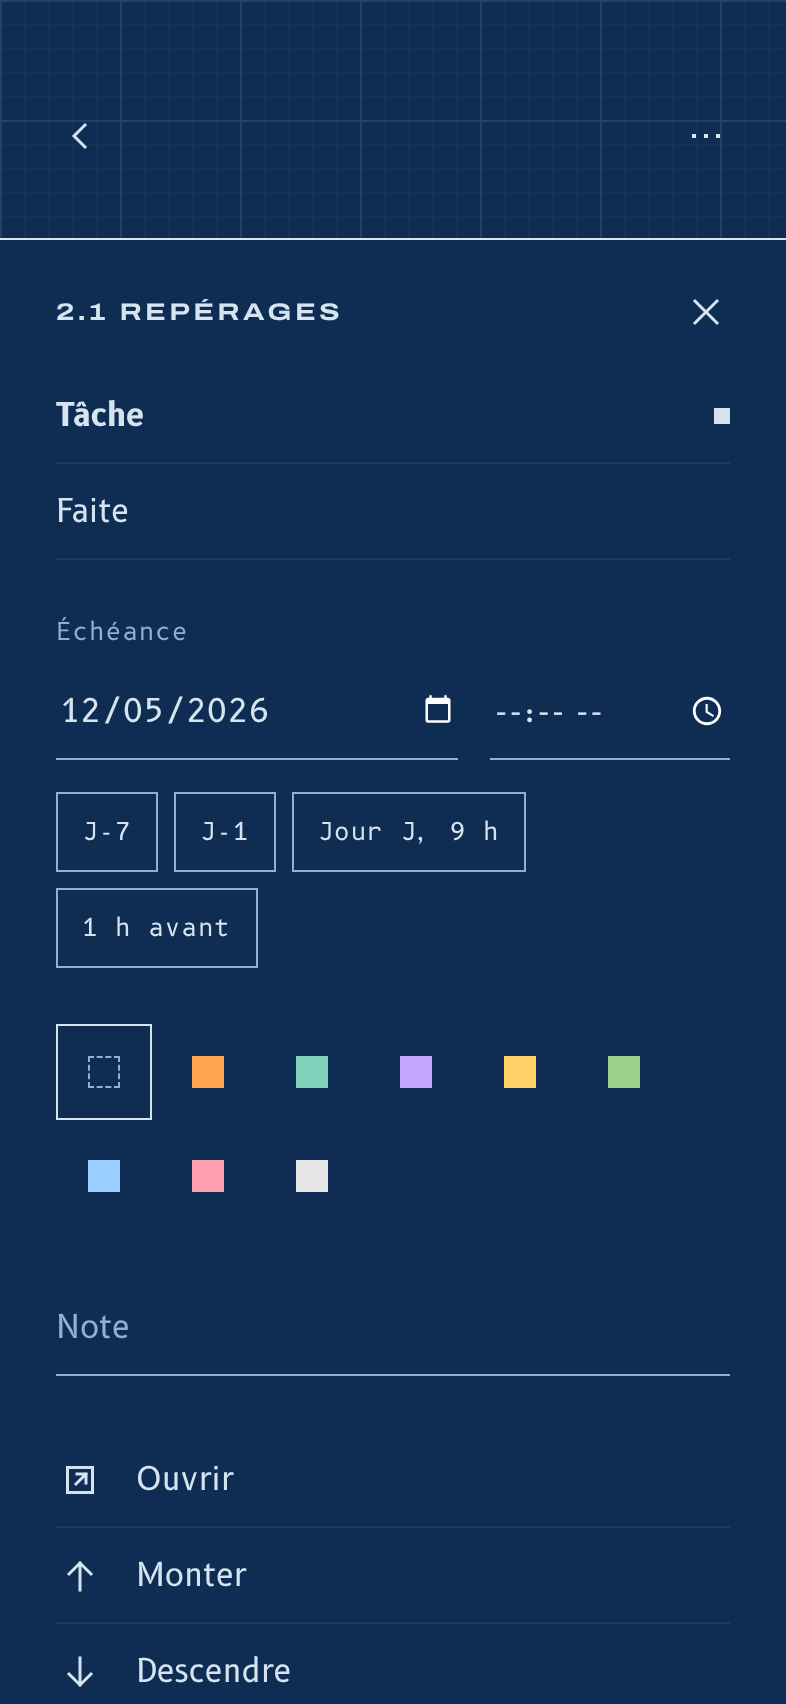 2.1 REPÉRAGES
Tâche
Faite
Échéance
12/05/2026 --:-- --
J-7 J-1 Jour J, 9 h
1 h avant
Note
Ouvrir
Monter
Descendre